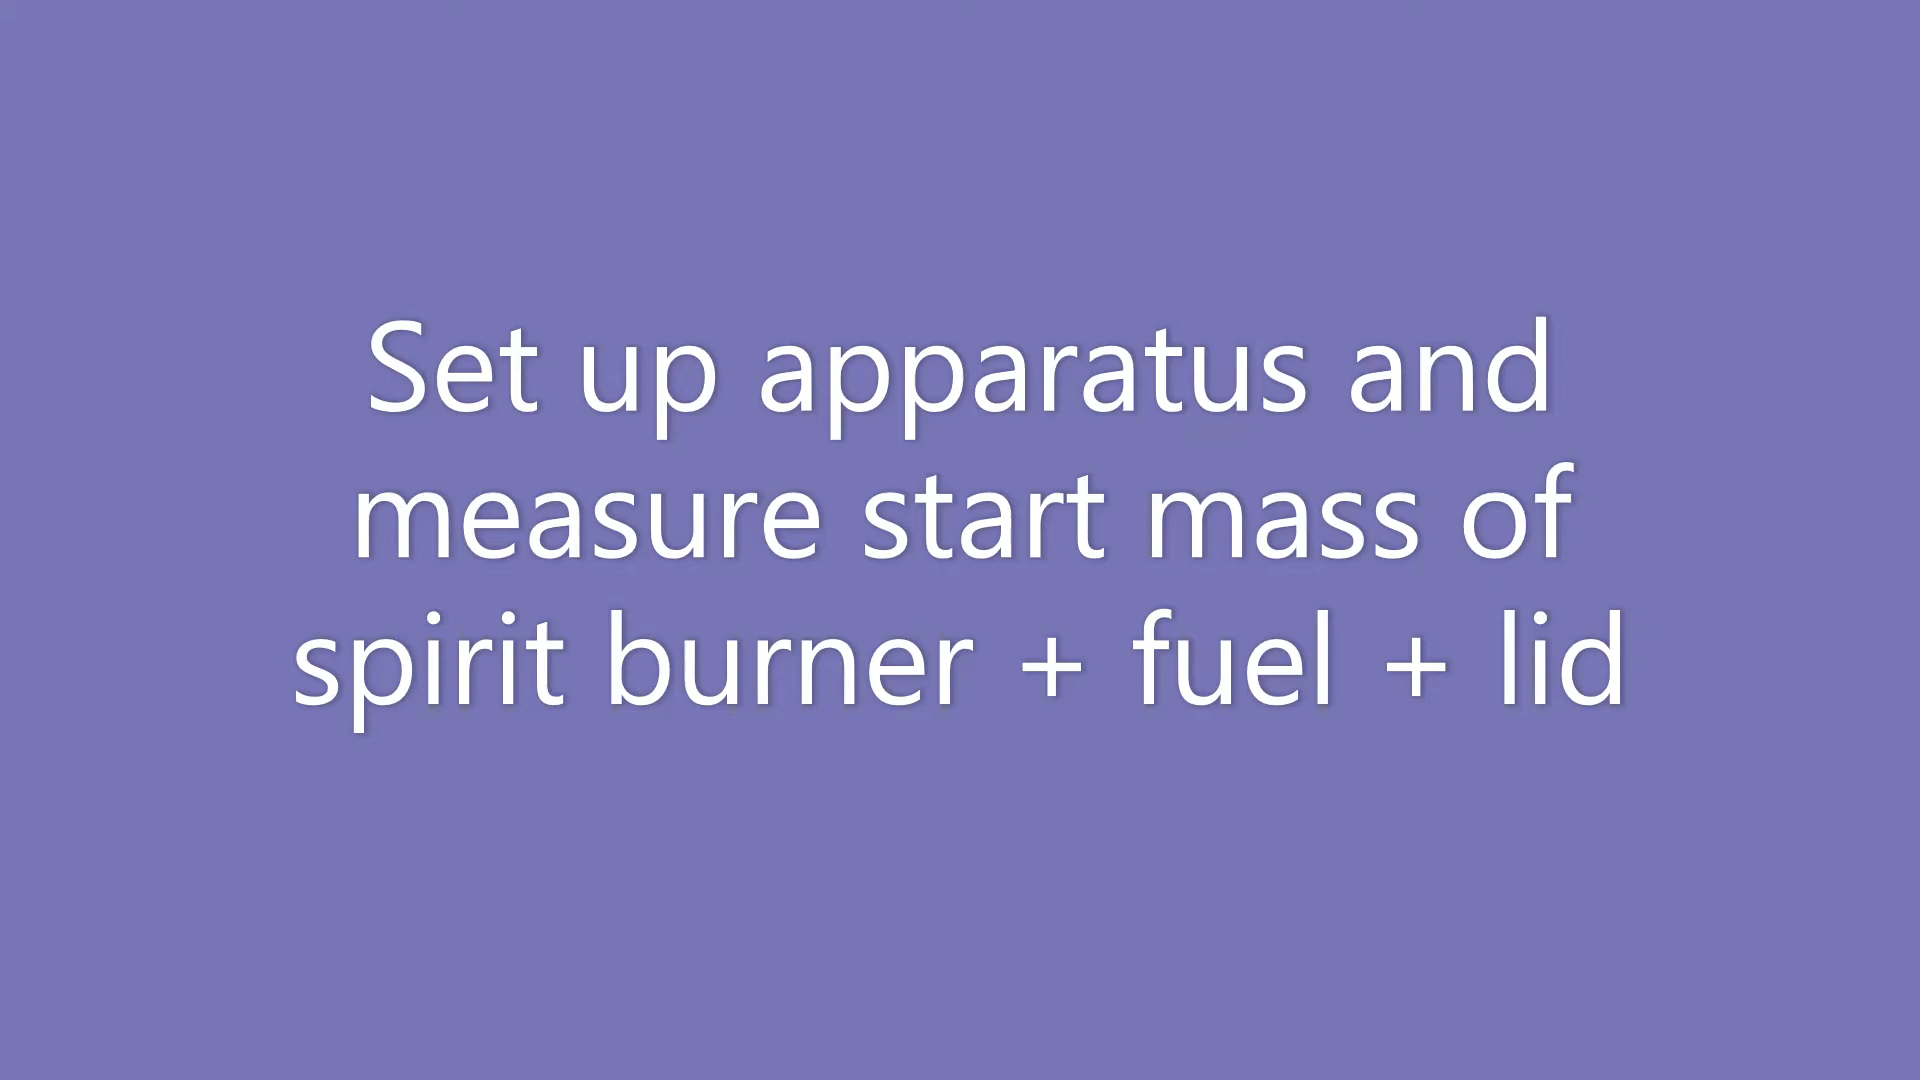 Set up apparatus and
measure start mass of
spirit burner + fuel + lid